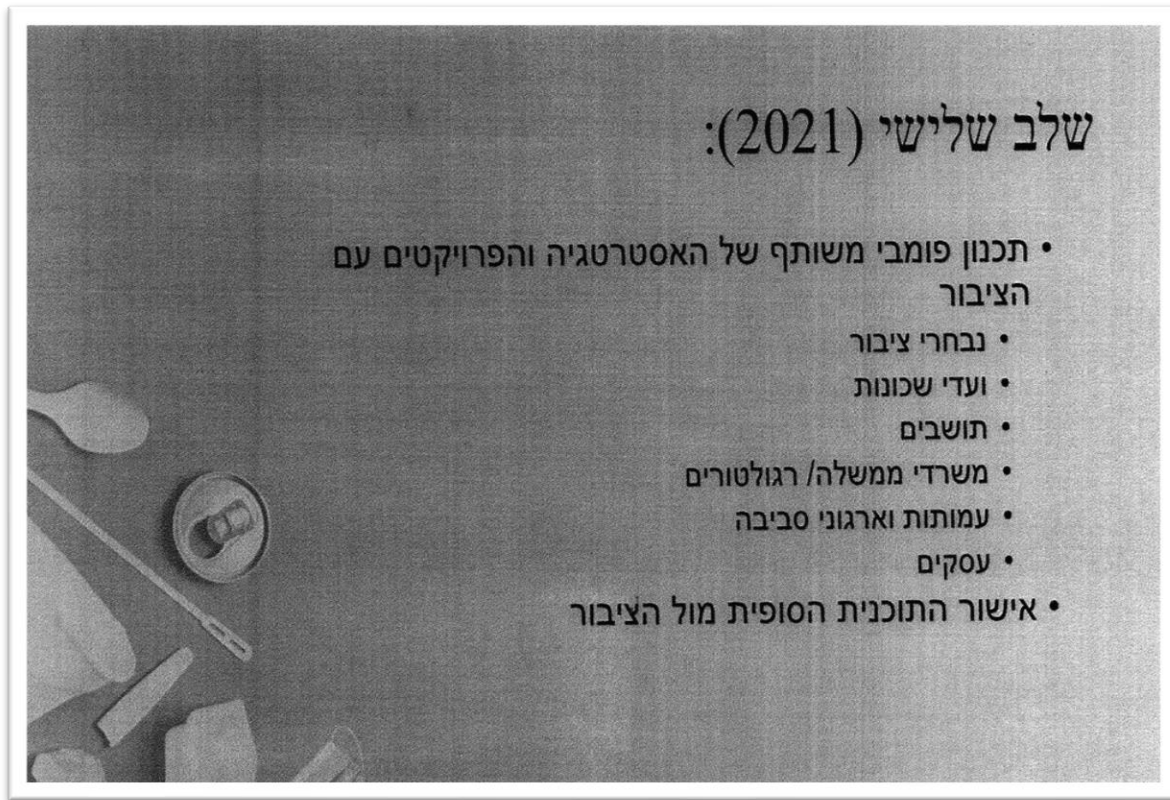 שלב שלישי (2021):
• תכנון פומבי משותף של האסטרטגיה והפרויקטים עם
הציבור
• נבחרי ציבור
• ועדי שכונות
• תושבים
• משרדי ממשלה/ רגולטורים
• עמותות וארגוני סביבה
• עסקים
• אישור התוכנית הסופית מול הציבור